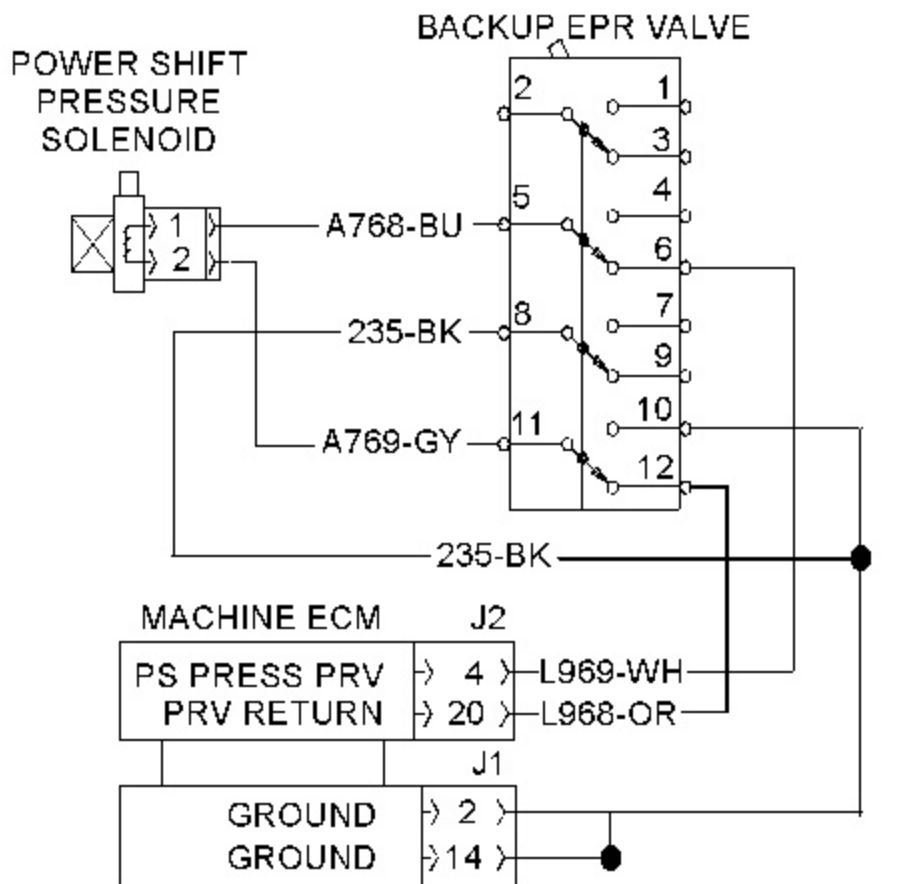 BACKUP EPR VALVE
POWER SHIFT
PRESSURE
SOLENOID
2
1
3
5
4
1
A768-BU
6
2
8
7
235-BK
9
11
10
A769-GY
12
235-BK
MACHINE ECM
J2
PS PRESS PRV
4
L969-WH
PRV RETURN
20
L968-OR
J1
GROUND
2
GROUND
14